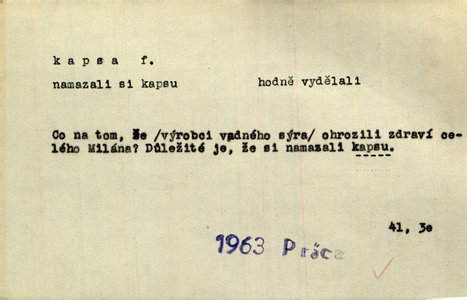 k a p s a  f.
namazali si kapsu  hodně vydělali
Co na tom, že /výrobci vadného sýra/ ohrozili zdraví ce-
lého Milána? Důležité je, že si namazali kapsu.
41, 3e
1963 Práce